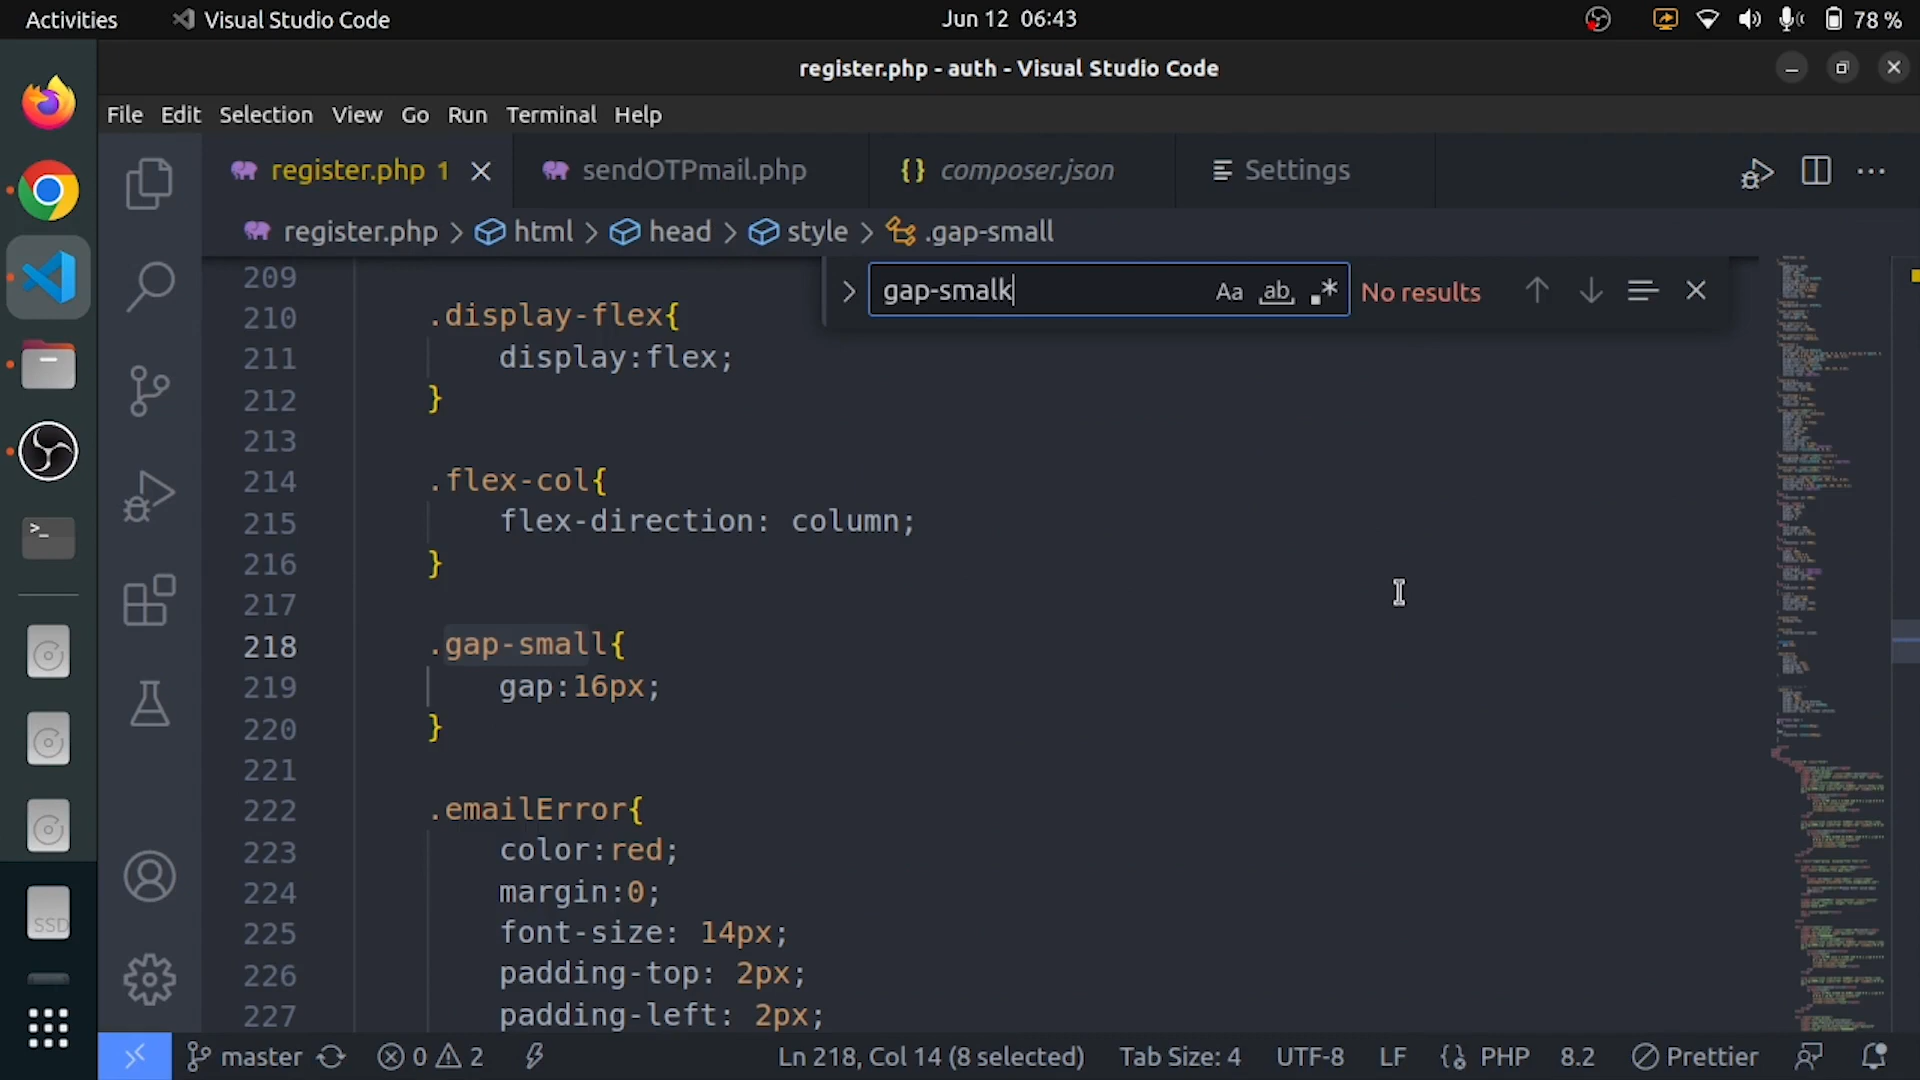 Activities Visual Studio Code Jun 12 06:43 78 %
register.php - auth - Visual Studio Code
File Edit Selection View Go Run Terminal Help
register.php 1 sendOTPmail.php {} composer.json Settings
register.php > html > head > style > .gap-small
gap-smalk Aa ab .* No results
209
210 .display-flex{
211 display:flex;
212 }
213
214 .flex-col{
215 flex-direction: column;
216 }
217
218 .gap-small{
219 gap:16px;
220 }
221
222 .emailError{
223 color:red;
224 margin:0;
225 font-size: 14px;
226 padding-top: 2px;
227 padding-left: 2px;
SSD
master 0 2 Ln 218, Col 14 (8 selected) Tab Size: 4 UTF-8 LF PHP 8.2 Prettier